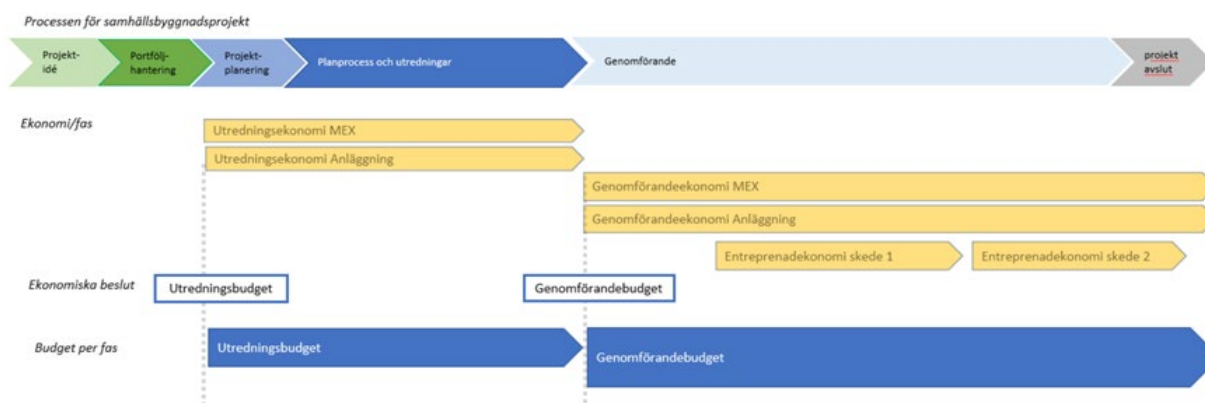 Processen för samhällsbyggnadsprojekt
Projekt-
idé
Portfölj-
hantering
Projekt-
planering
Planprocess och utredningar
Genomförande
projekt
avslut
Ekonomi/fas
Utredningsekonomi MEX
Utredningsekonomi Anläggning
Genomförandeekonomi MEX
Genomförandeekonomi Anläggning
Entreprenadekonomi skede 1
Entreprenadekonomi skede 2
Ekonomiska beslut
Utredningsbudget
Genomförandebudget
Budget per fas
Utredningsbudget
Genomförandebudget